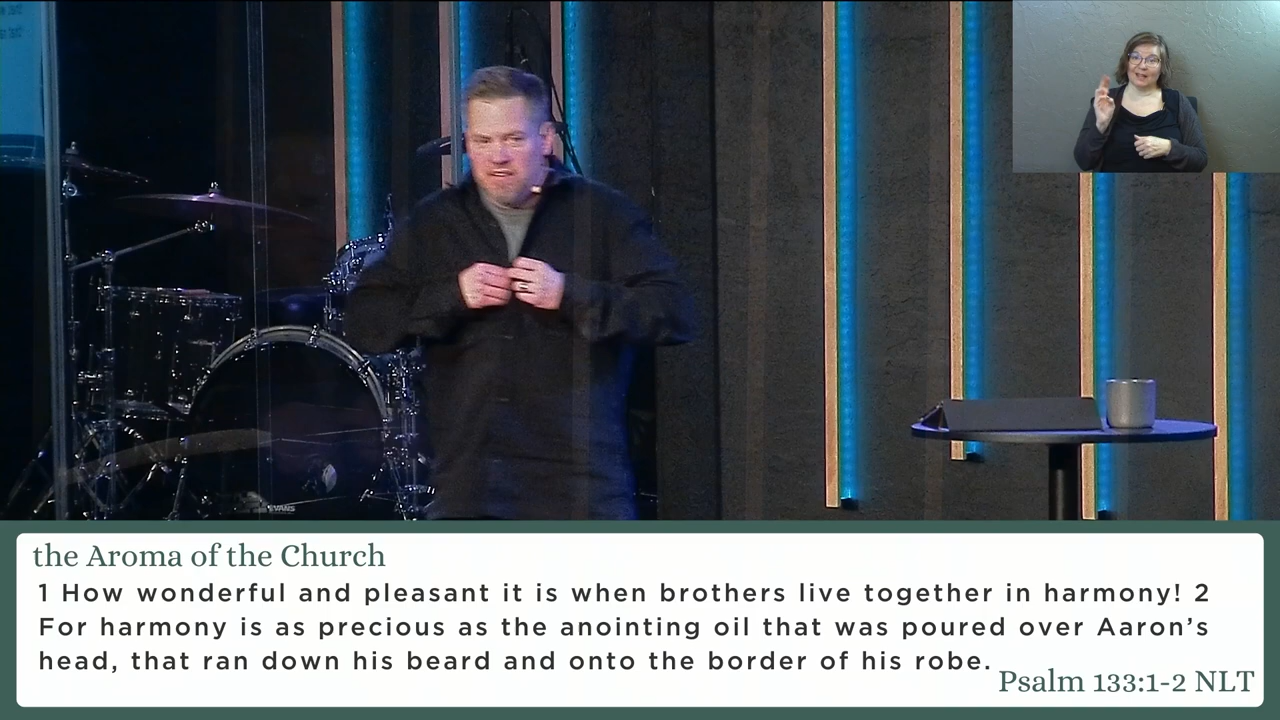 EVANS
the Aroma of the Church
1 How wonderful and pleasant it is when brothers live together in harmony! 2
For harmony is as precious as the anointing oil that was poured over Aaron's
head, that ran down his beard and onto the border of his robe.
Psalm 133:1-2 NLT